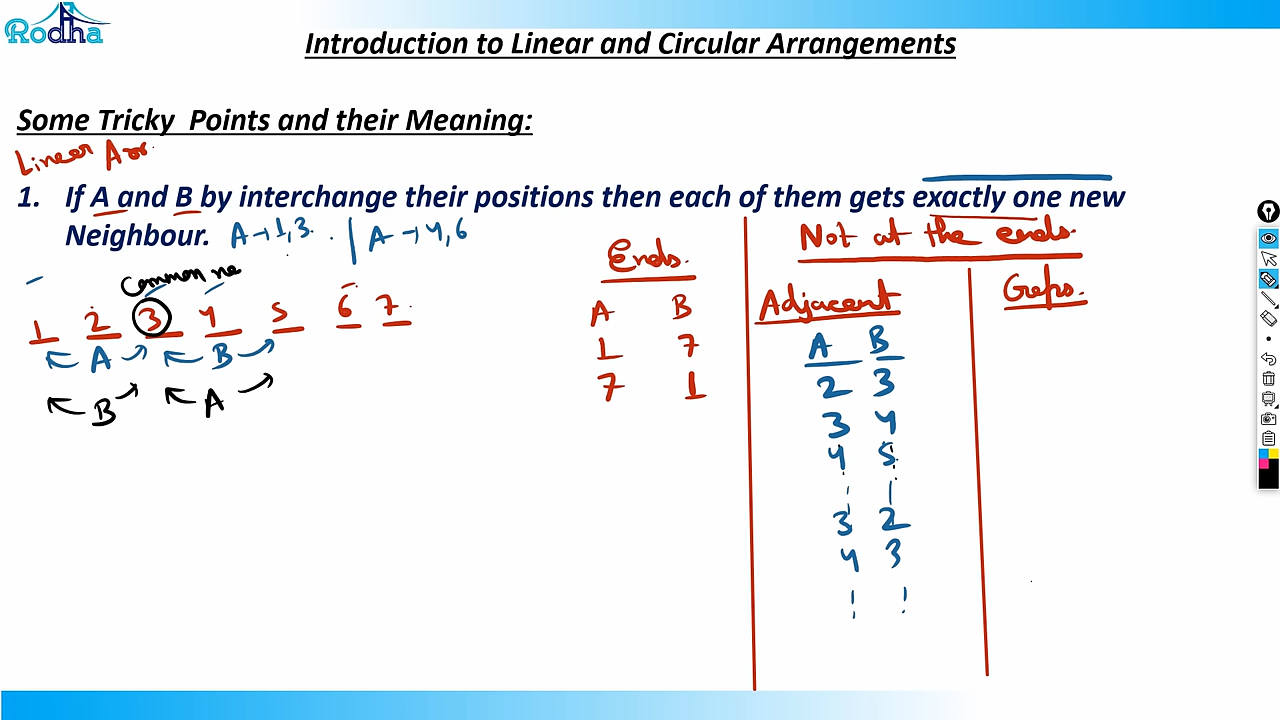 Rodha
Introduction to Linear and Circular Arrangements
Some Tricky Points and their Meaning:
Linear Arr.
1. If A and B by interchange their positions then each of them gets exactly one new
Neighbour. A → 1, 3. | A → 4, 6
Common ne
1 2 3 4 5 6 7
A B
B A
Ends.
A B
1 7
7 1
Not at the ends.
Adjacent
A B
2 3
3 4
4 5
3 2
4 3
Gaps.